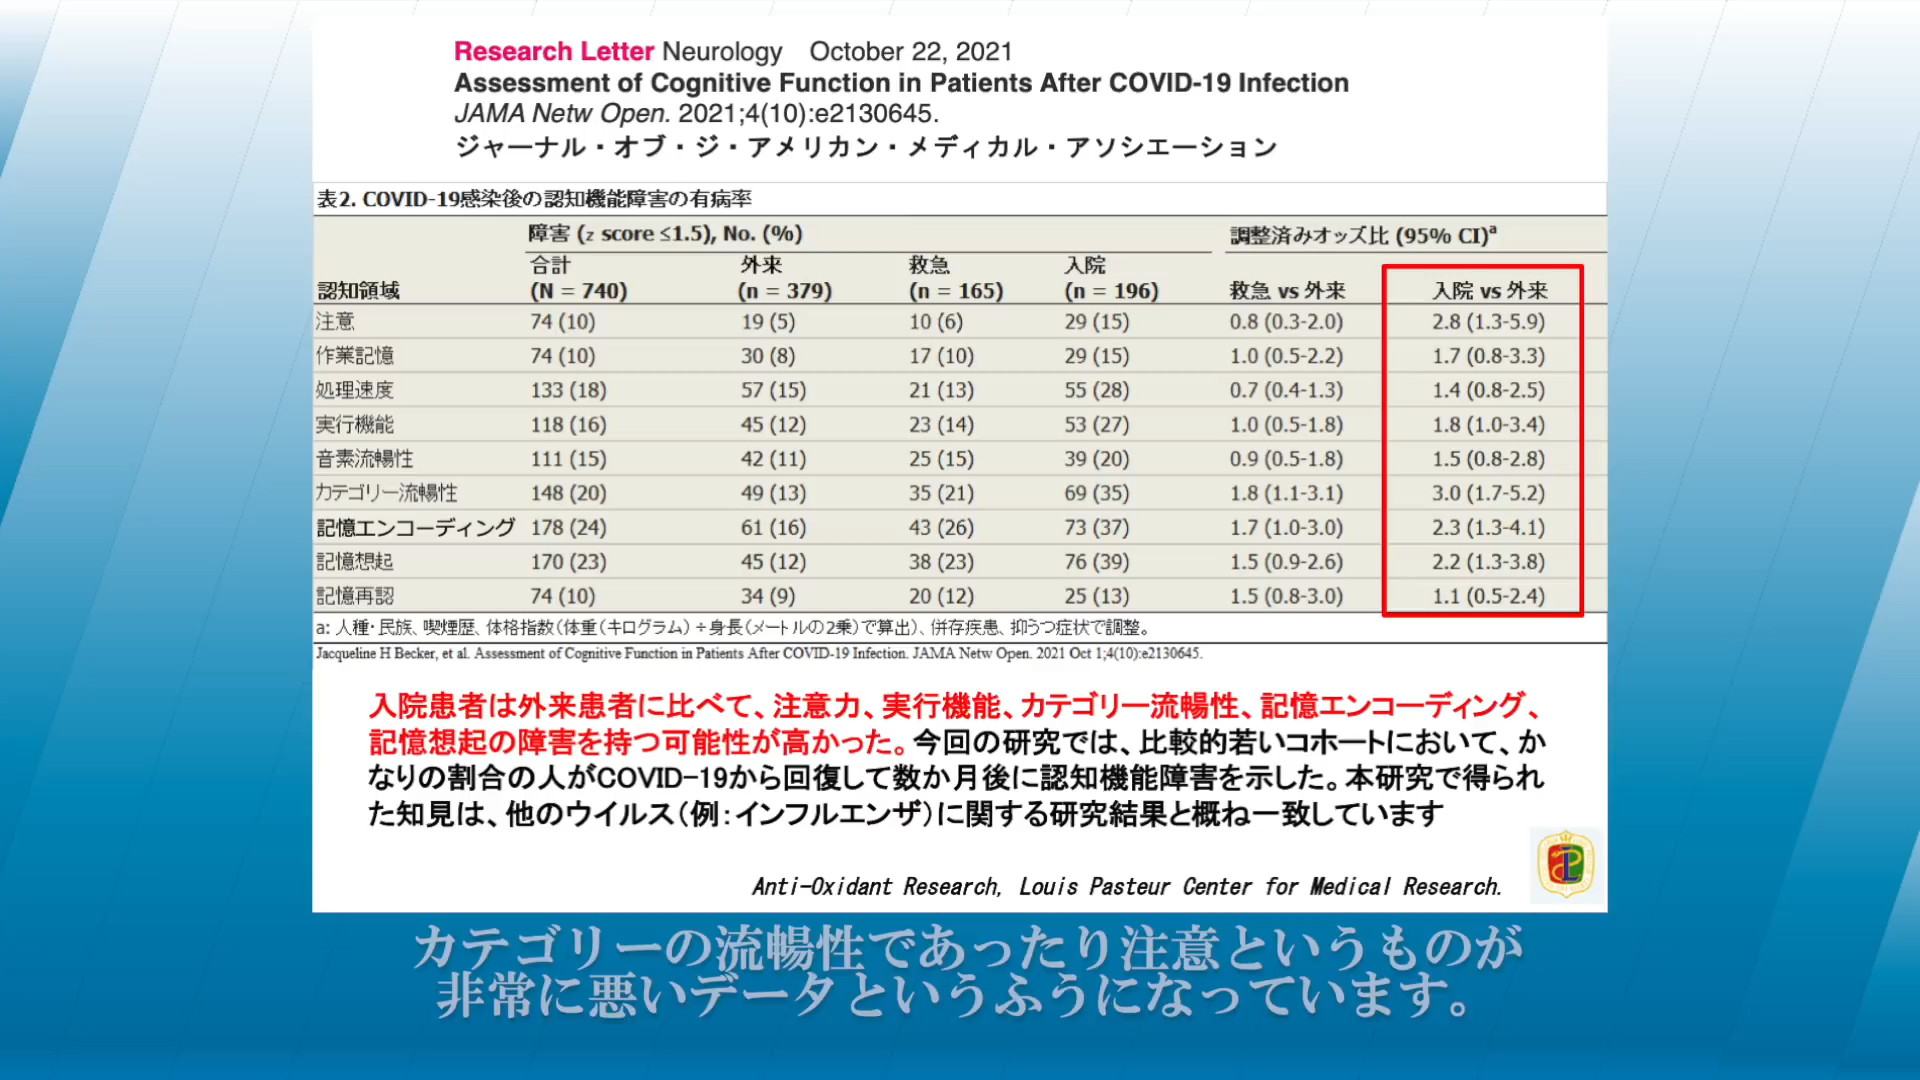 Research Letter Neurology October 22, 2021
Assessment of Cognitive Function in Patients After COVID-19 Infection
JAMA Netw Open. 2021;4(10):e2130645.
ジャーナル・オブ・ジ・アメリカン・メディカル・アソシエーション
表2. COVID-19感染後の認知機能障害の有病率
障害 (z score ≤1.5), No. (%) 調整済みオッズ比 (95% CI)a
合計 外来 救急 入院
認知領域 (N = 740) (n = 379) (n = 165) (n = 196) 救急 vs 外来 入院 vs 外来
注意 74 (10) 19 (5) 10 (6) 29 (15) 0.8 (0.3-2.0) 2.8 (1.3-5.9)
作業記憶 74 (10) 30 (8) 17 (10) 29 (15) 1.0 (0.5-2.2) 1.7 (0.8-3.3)
処理速度 133 (18) 57 (15) 21 (13) 55 (28) 0.7 (0.4-1.3) 1.4 (0.8-2.5)
実行機能 118 (16) 45 (12) 23 (14) 53 (27) 1.0 (0.5-1.8) 1.8 (1.0-3.4)
音素流暢性 111 (15) 42 (11) 25 (15) 39 (20) 0.9 (0.5-1.8) 1.5 (0.8-2.8)
カテゴリー流暢性 148 (20) 49 (13) 35 (21) 69 (35) 1.8 (1.1-3.1) 3.0 (1.7-5.2)
記憶エンコーディング 178 (24) 61 (16) 43 (26) 73 (37) 1.7 (1.0-3.0) 2.3 (1.3-4.1)
記憶想起 170 (23) 45 (12) 38 (23) 76 (39) 1.5 (0.9-2.6) 2.2 (1.3-3.8)
記憶再認 74 (10) 34 (9) 20 (12) 25 (13) 1.5 (0.8-3.0) 1.1 (0.5-2.4)
a: 人種・民族、喫煙歴、体格指数(体重(キログラム)÷身長(メートルの2乗)で算出)、併存疾患、抑うつ症状で調整。
Jacqueline H Becker, et al. Assessment of Cognitive Function in Patients After COVID-19 Infection. JAMA Netw Open. 2021 Oct 1;4(10):e2130645.
入院患者は外来患者に比べて、注意力、実行機能、カテゴリー流暢性、記憶エンコーディング、
記憶想起の障害を持つ可能性が高かった。今回の研究では、比較的若いコホートにおいて、か
なりの割合の人がCOVID-19から回復して数か月後に認知機能障害を示した。本研究で得られ
た知見は、他のウイルス(例:インフルエンザ)に関する研究結果と概ね一致しています
Anti-Oxidant Research, Louis Pasteur Center for Medical Research.
カテゴリーの流暢性であったり注意というものが
非常に悪いデータというふうになっています。